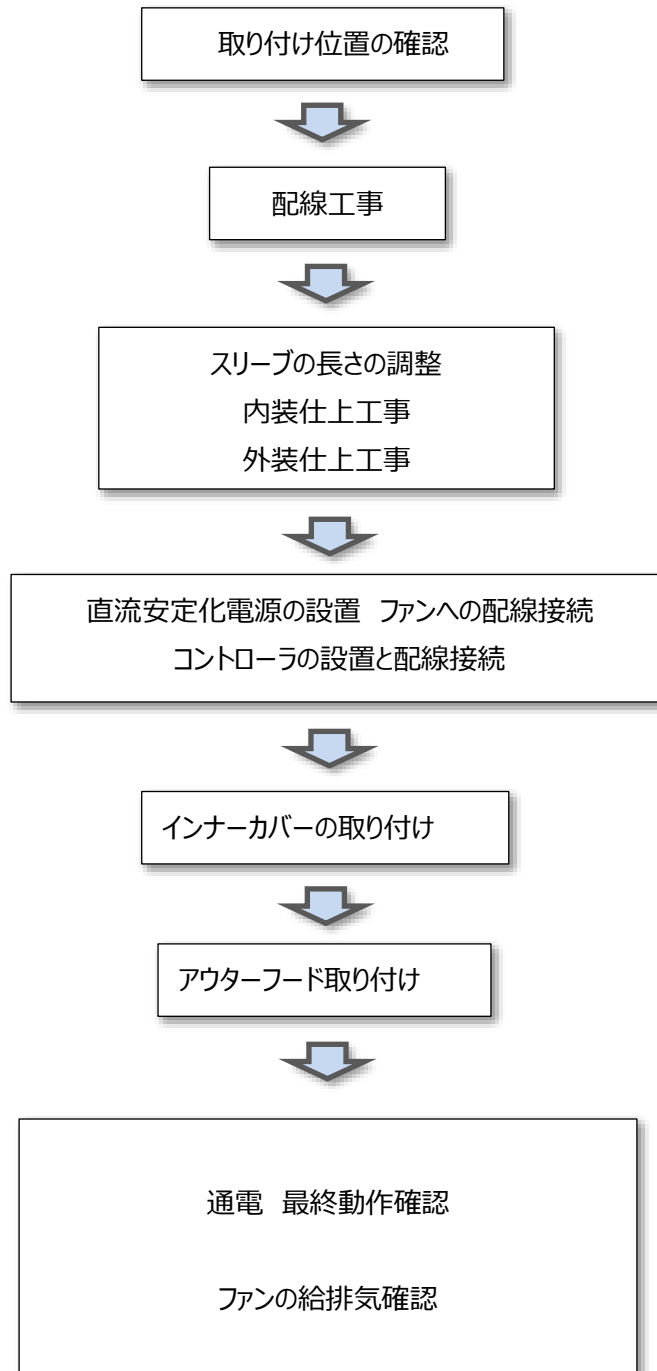 取り付け位置の確認
配線工事
スリーブの長さの調整
内装仕上工事
外装仕上工事
直流安定化電源の設置　ファンへの配線接続
コントローラの設置と配線接続
インナーカバーの取り付け
アウターフード取り付け
通電　最終動作確認
ファンの給排気確認